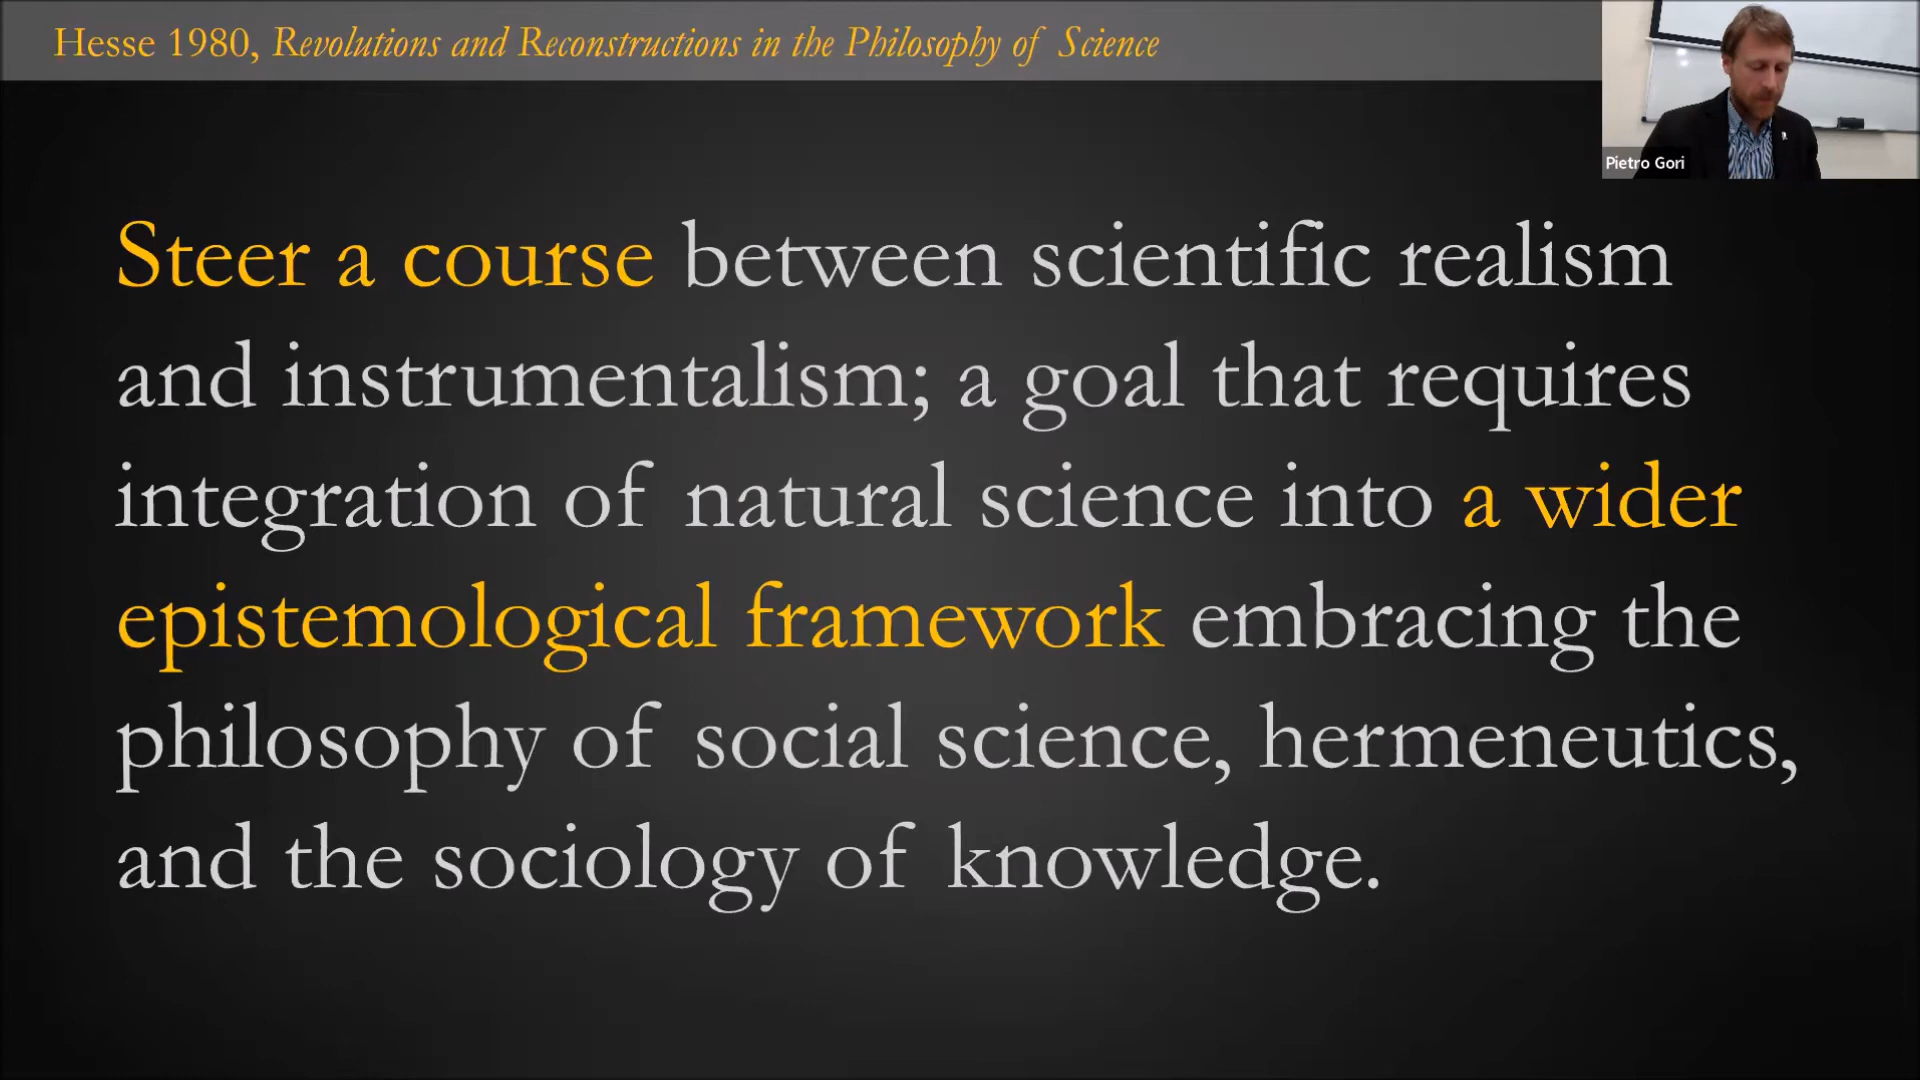 Hesse 1980, Revolutions and Reconstructions in the Philosophy of Science
Pietro Gori
Steer a course between scientific realism
and instrumentalism; a goal that requires
integration of natural science into a wider
epistemological framework embracing the
philosophy of social science, hermeneutics,
and the sociology of knowledge.